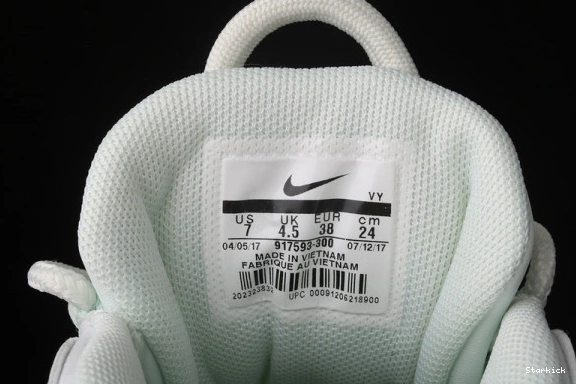 VY
US UK EUR cm
7 4.5 38 24
04/05/17 917593-300 07/12/17
MADE IN VIETNAM
FABRIQUE AU VIETNAM
UPC 00091206218900
Starkick